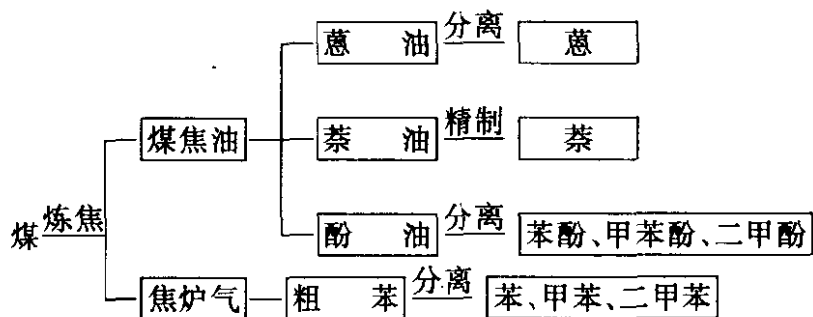 蒽 油 分离 蒽
煤焦油 萘 油 精制 萘
煤 炼焦
酚 油 分离 苯酚、甲苯酚、二甲酚
焦炉气 粗 苯 分离 苯、甲苯、二甲苯